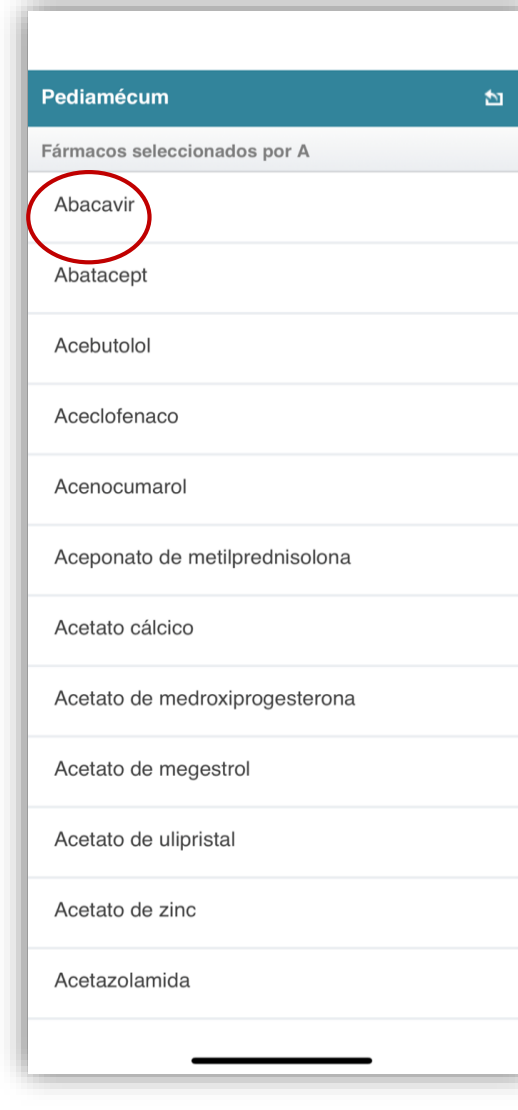 Pediamécum
Fármacos seleccionados por A
Abacavir
Abatacept
Acebutolol
Aceclofenaco
Acenocumarol
Aceponato de metilprednisolona
Acetato cálcico
Acetato de medroxiprogesterona
Acetato de megestrol
Acetato de ulipristal
Acetato de zinc
Acetazolamida